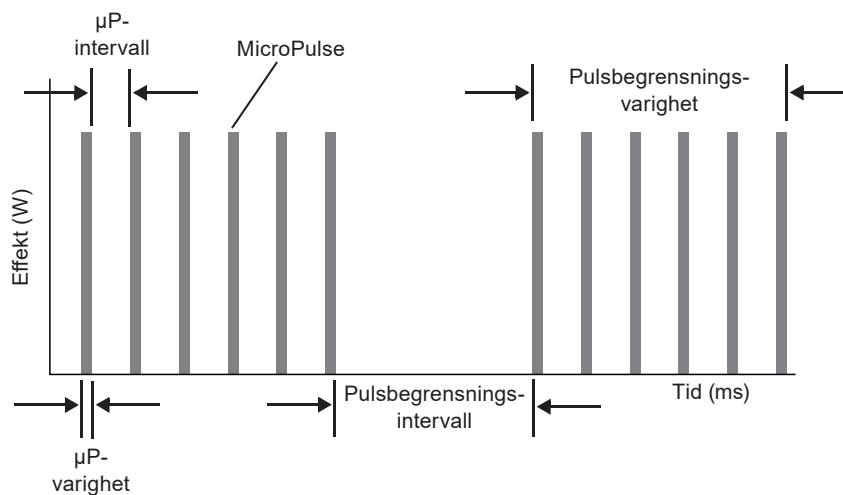 µP-
intervall
MicroPulse
Pulsbegrensnings-
varighet
Effekt (W)
Pulsbegrensnings-
intervall
Tid (ms)
µP-
varighet